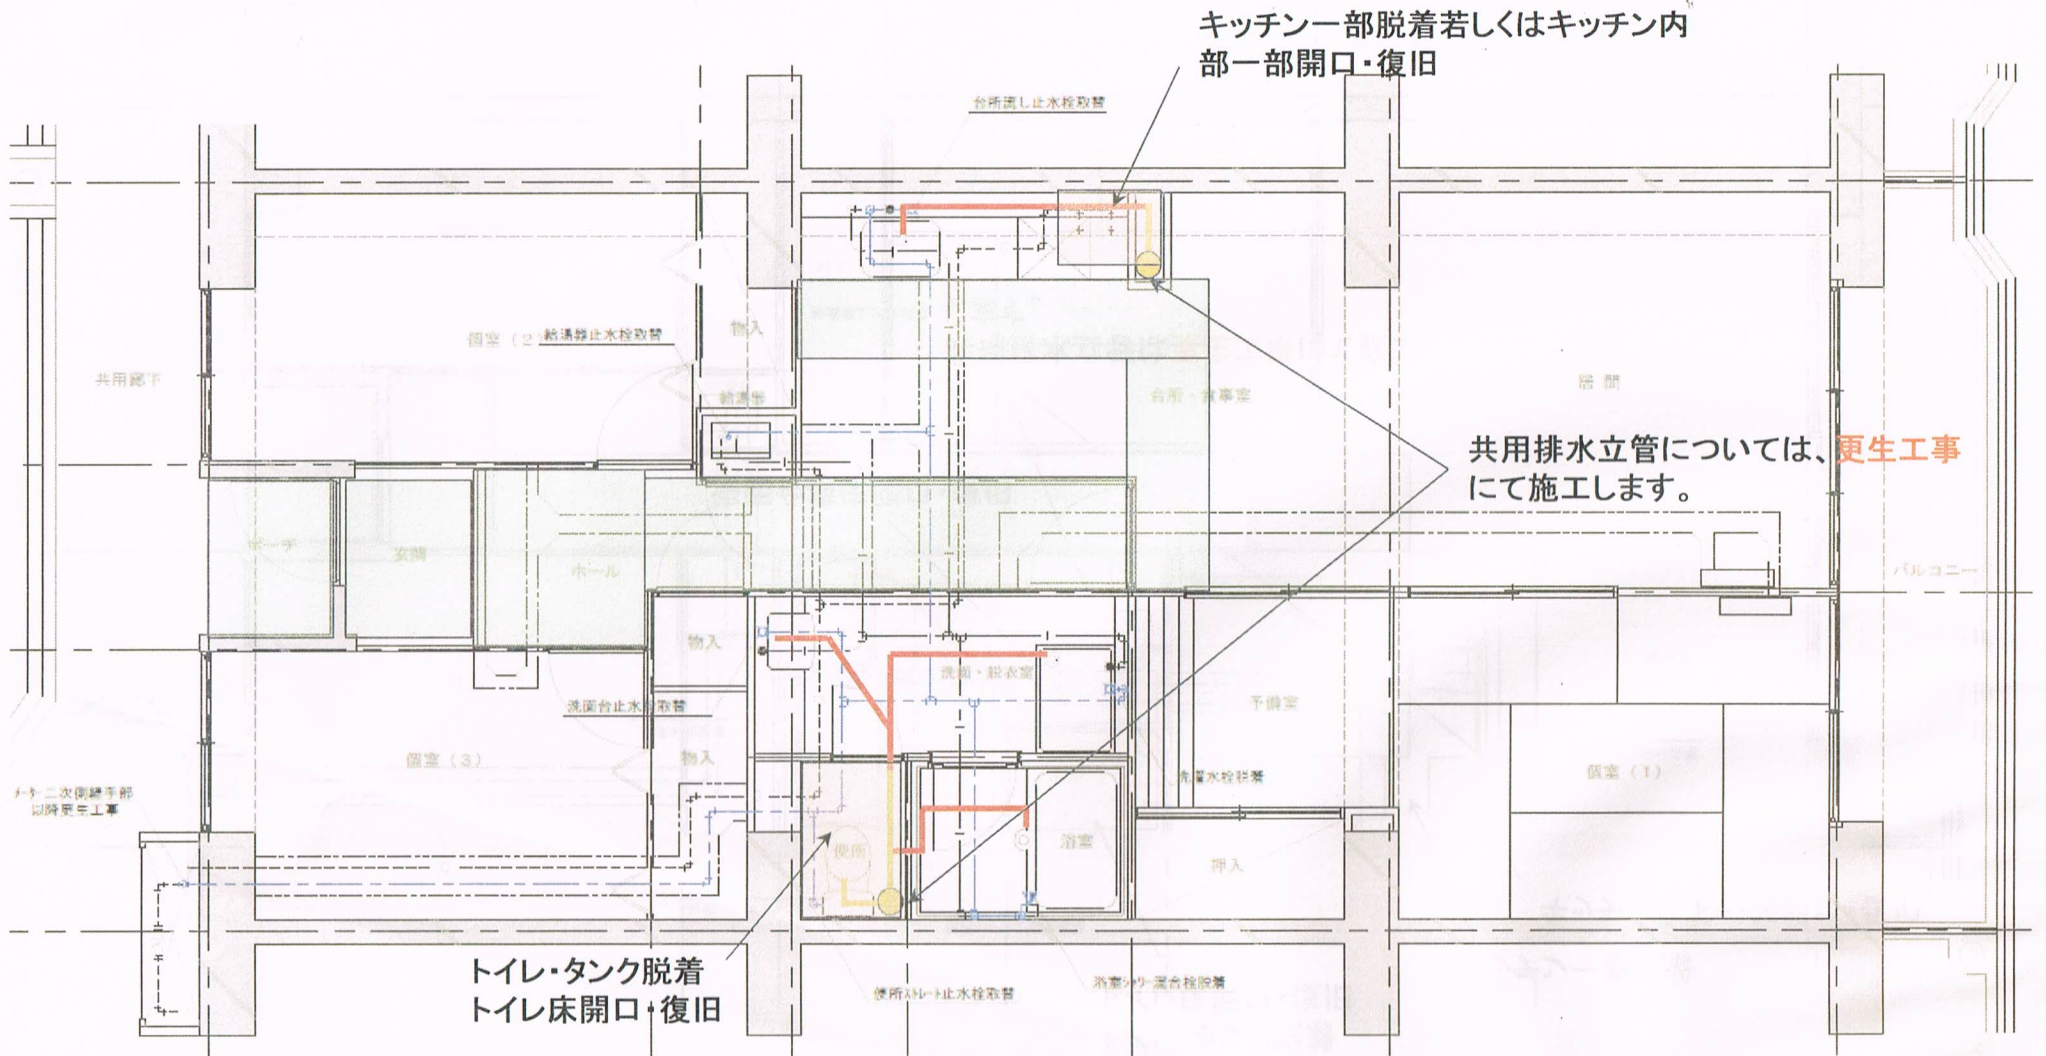 キッチン一部脱着若しくはキッチン内
部一部開口・復旧
台所流し止水栓取替
個室（2）
給湯器止水栓取替
物入
給湯器
共用廊下
台所・食事室
居間
共用排水立管については、更生工事
にて施工します。
ポーチ
玄関
ホール
バルコニー
物入
洗面・脱衣室
洗面台止水栓取替
予備室
個室（3）
物入
洗濯水栓脱着
個室（1）
ﾒｰﾀｰ二次側継手部
以降更生工事
便所
浴室
押入
トイレ・タンク脱着
トイレ床開口・復旧
便所ｽﾄﾚｰﾄ止水栓取替
浴室ｼｬﾜｰ混合栓脱着